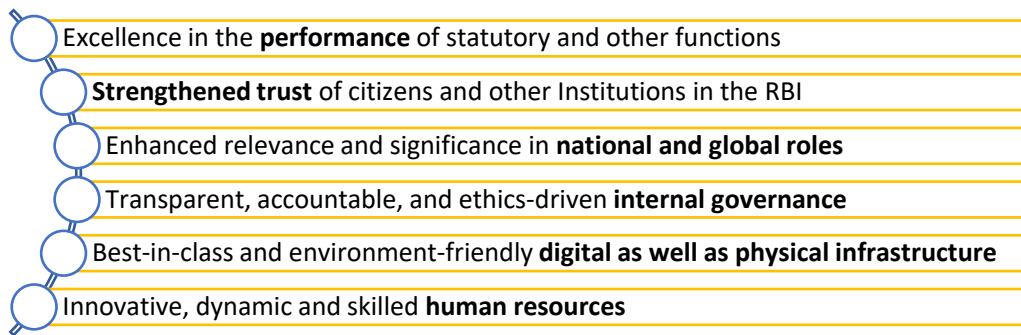 Excellence in the performance of statutory and other functions
Strengthened trust of citizens and other Institutions in the RBI
Enhanced relevance and significance in national and global roles
Transparent, accountable, and ethics-driven internal governance
Best-in-class and environment-friendly digital as well as physical infrastructure
Innovative, dynamic and skilled human resources